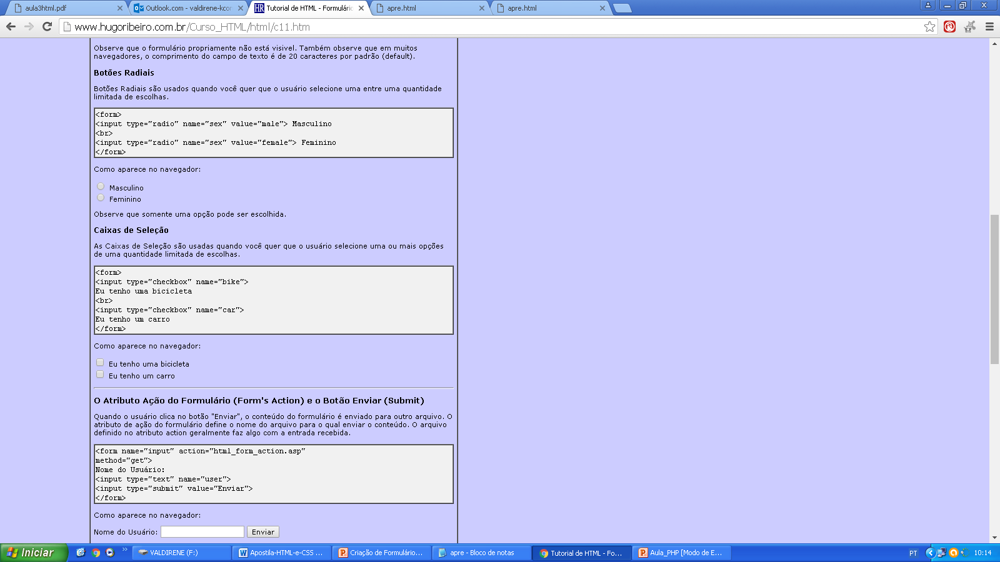 aula3html.pdf
Outlook.com - valdirene-kcor
HR Tutorial de HTML - Formulário
apre.html
apre.html
www.hugoribeiro.com.br/Curso_HTML/html/c11.htm
Observe que o formulário propriamente não está visivel. Também observe que em muitos
navegadores, o comprimento do campo de texto é de 20 caracteres por padrão (default).
Botões Radiais
Botões Radiais são usados quando você quer que o usuário selecione uma entre uma quantidade
limitada de escolhas.
<form>
<input type="radio" name="sex" value="male"> Masculino
<br>
<input type="radio" name="sex" value="female"> Feminino
</form>
Como aparece no navegador:
Masculino
Feminino
Observe que somente uma opção pode ser escolhida.
Caixas de Seleção
As Caixas de Seleção são usadas quando você quer que o usuário selecione uma ou mais opções
de uma quantidade limitada de escolhas.
<form>
<input type="checkbox" name="bike">
Eu tenho uma bicicleta
<br>
<input type="checkbox" name="car">
Eu tenho um carro
</form>
Como aparece no navegador:
Eu tenho uma bicicleta
Eu tenho um carro
O Atributo Ação do Formulário (Form's Action) e o Botão Enviar (Submit)
Quando o usuário clica no botão "Enviar", o conteúdo do formulário é enviado para outro arquivo. O
atributo de ação do formulário define o nome do arquivo para o qual enviar o conteúdo. O arquivo
definido no atributo action geralmente faz algo com a entrada recebida.
<form name="input" action="html_form_action.asp"
method="get">
Nome do Usuário:
<input type="text" name="user">
<input type="submit" value="Enviar">
</form>
Como aparece no navegador:
Nome do Usuário: Enviar
Iniciar
VALDIRENE (F:)
Apostila-HTML-e-CSS ...
Criação de Formulário...
apre - Bloco de notas
Tutorial de HTML - Fo...
Aula_PHP [Modo de E...
PT
10:14